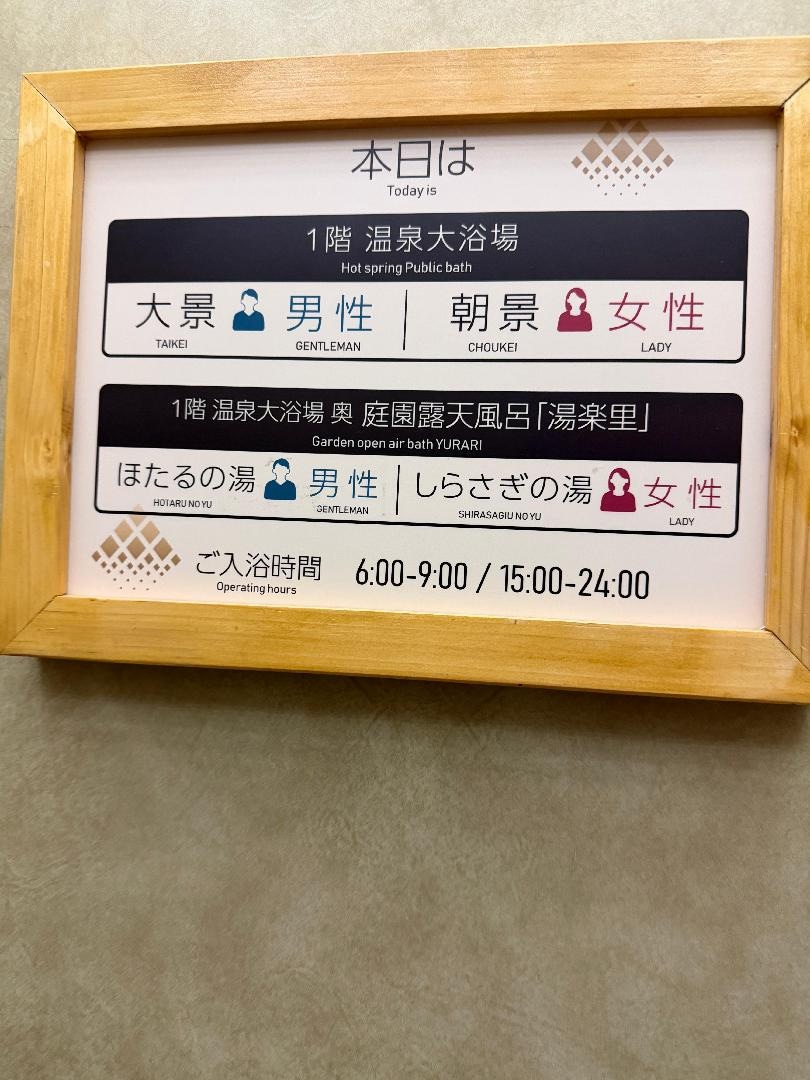 本日は
Today is
1階 温泉大浴場
Hot spring Public bath
大景 男性 朝景 女性
TAIKEI GENTLEMAN CHOUKEI LADY
1階 温泉大浴場 奥 庭園露天風呂「湯楽里」
Garden open air bath YURARI
ほたるの湯 男性 しらさぎの湯 女性
HOTARU NO YU GENTLEMAN SHIRASAGIU NO YU LADY
ご入浴時間 6:00-9:00 / 15:00-24:00
Operating hours